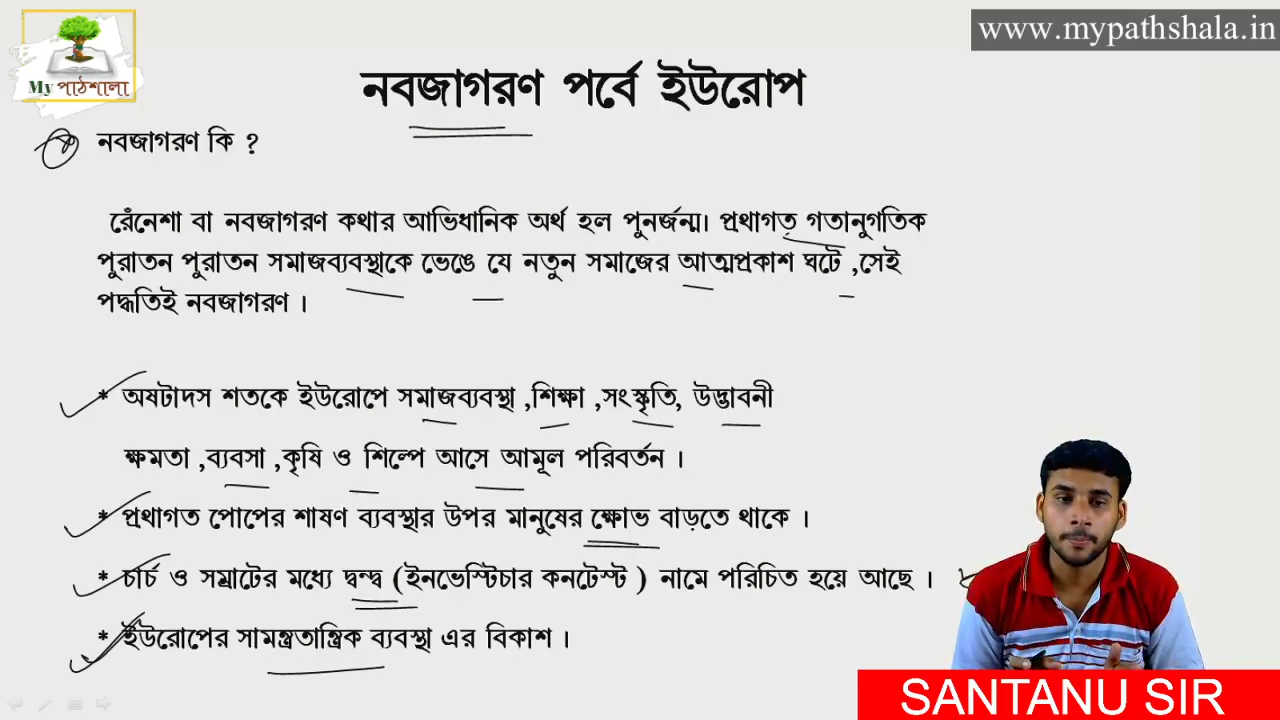 My পাঠশালা
www.mypathshala.in
নবজাগরণ পর্বে ইউরোপ
নবজাগরণ কি ?
রেঁনেশা বা নবজাগরণ কথার আভিধানিক অর্থ হল পুনর্জন্ম। প্রথাগত গতানুগতিক
পুরাতন পুরাতন সমাজব্যবস্থাকে ভেঙে যে নতুন সমাজের আত্মপ্রকাশ ঘটে ,সেই
পদ্ধতিই নবজাগরণ ।
* অষটাদস শতকে ইউরোপে সমাজব্যবস্থা ,শিক্ষা ,সংস্কৃতি, উদ্ভাবনী
ক্ষমতা ,ব্যবসা ,কৃষি ও শিল্পে আসে আমূল পরিবর্তন ।
* প্রথাগত পোপের শাষণ ব্যবস্থার উপর মানুষের ক্ষোভ বাড়তে থাকে ।
* চার্চ ও সম্রাটের মধ্যে দ্বন্দ্ব (ইনভেস্টিচার কনটেস্ট ) নামে পরিচিত হয়ে আছে ।
* ইউরোপের সামন্ত্রতান্ত্রিক ব্যবস্থা এর বিকাশ ।
SANTANU SIR